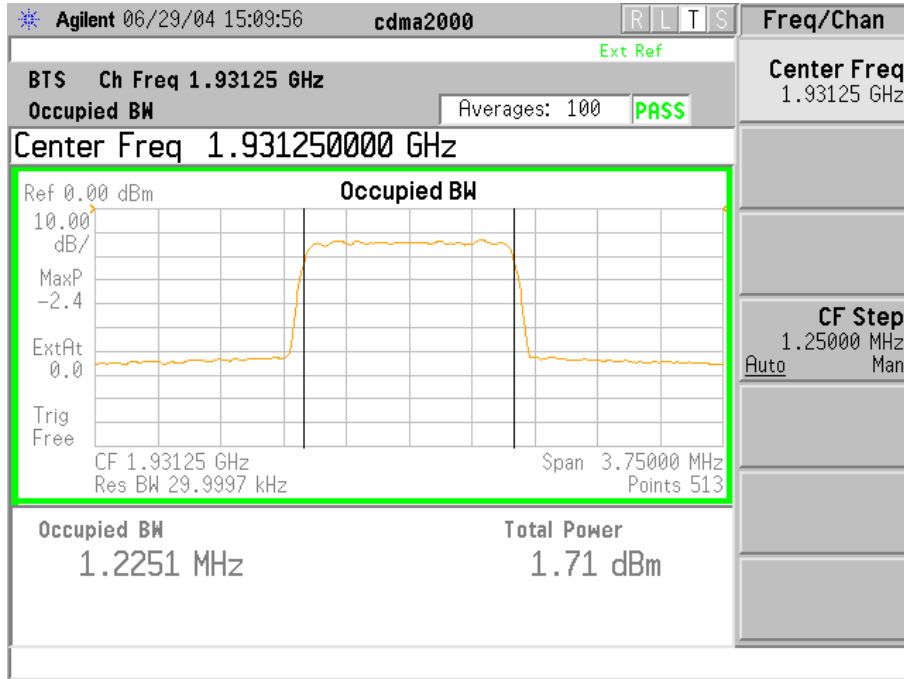 Agilent 06/29/04 15:09:56 cdma2000 R L T S Freq/Chan
Ext Ref
BTS Ch Freq 1.93125 GHz
Occupied BW Averages: 100 PASS
Center Freq 1.931250000 GHz
Center Freq
1.93125 GHz
Ref 0.00 dBm Occupied BW
10.00
dB/
MaxP
-2.4
ExtAt
0.0
Trig
Free
CF 1.93125 GHz Span 3.75000 MHz
Res BW 29.9997 kHz Points 513
CF Step
1.25000 MHz
Auto Man
Occupied BW Total Power
1.2251 MHz 1.71 dBm